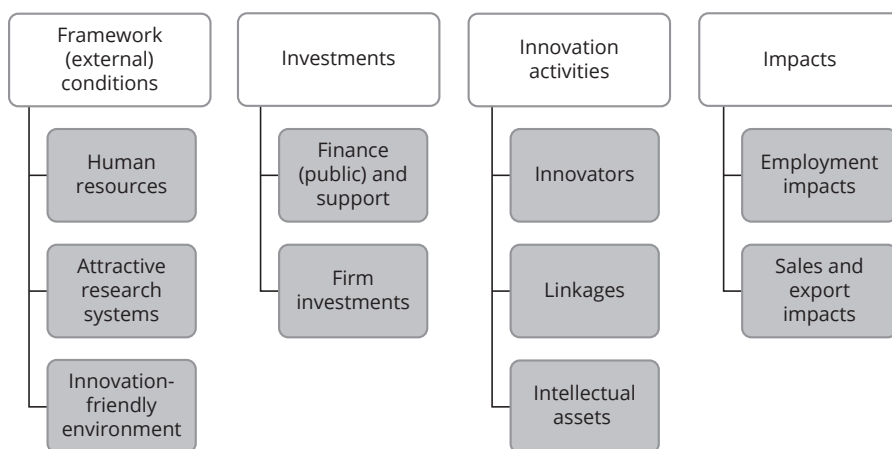 Framework
(external)
conditions
Human
resources
Attractive
research
systems
Innovation-
friendly
environment
Investments
Finance
(public) and
support
Firm
investments
Innovation
activities
Innovators
Linkages
Intellectual
assets
Impacts
Employment
impacts
Sales and
export
impacts